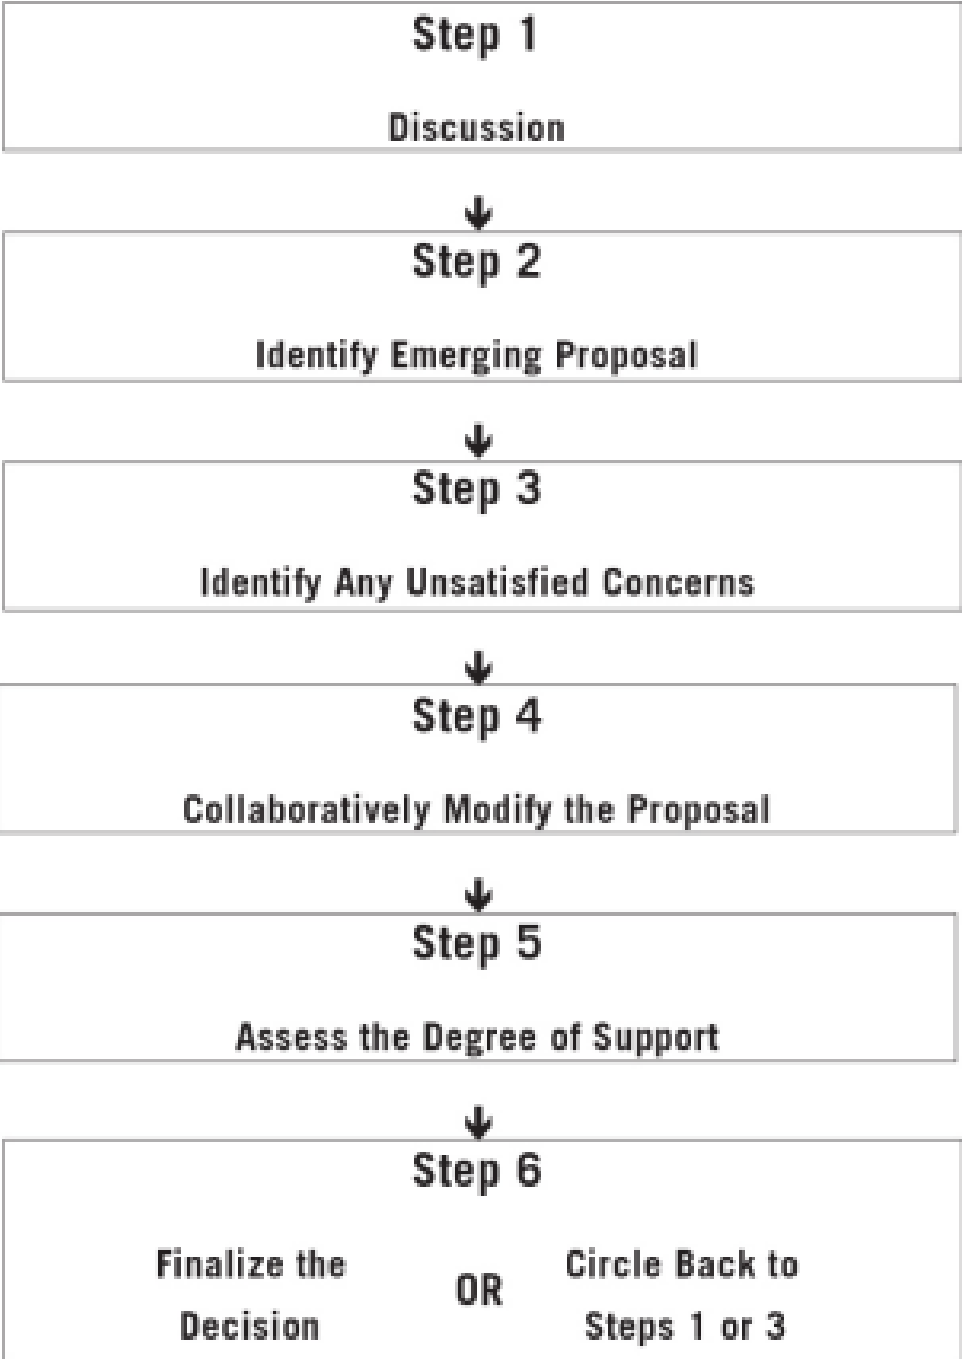 Step 1
Discussion
Step 2
Identify Emerging Proposal
Step 3
Identify Any Unsatisfied Concerns
Step 4
Collaboratively Modify the Proposal
Step 5
Assess the Degree of Support
Step 6
Finalize the
Decision
OR
Circle Back to
Steps 1 or 3